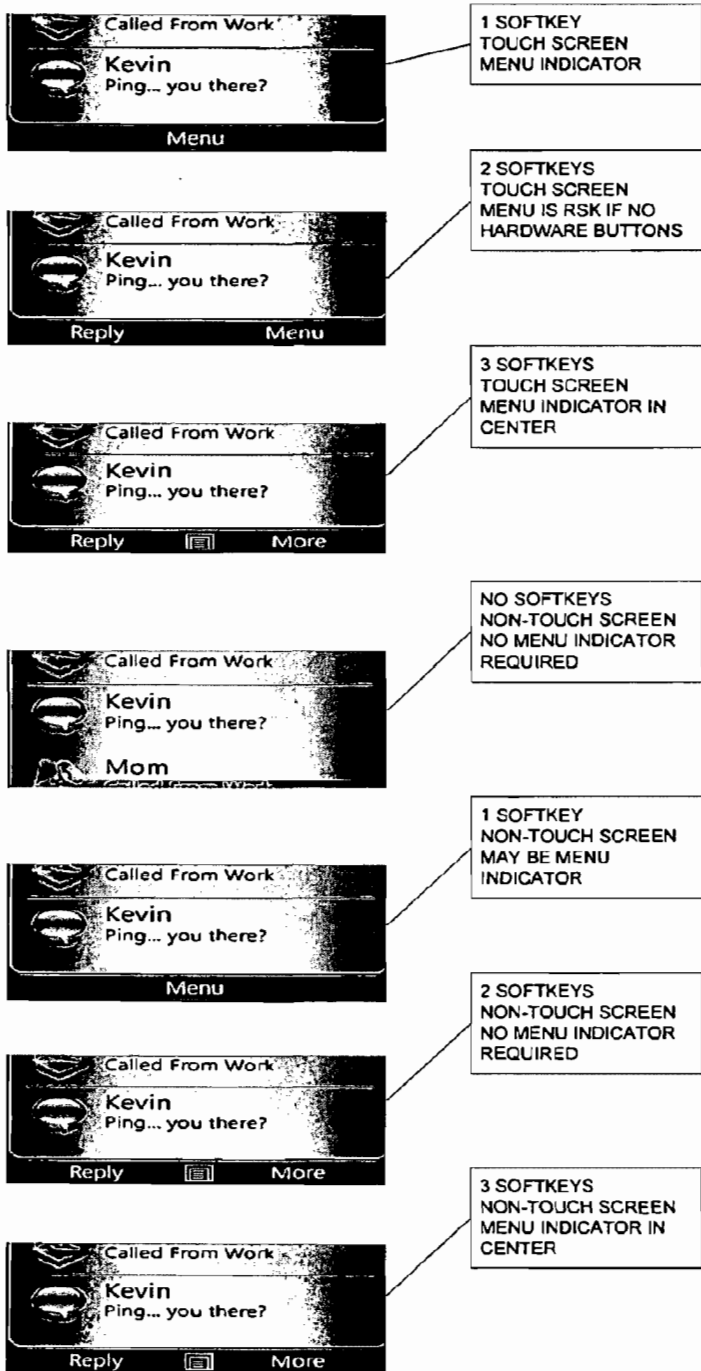 Called From Work
Kevin
Ping... you there?
Menu
1 SOFTKEY
TOUCH SCREEN
MENU INDICATOR
Called From Work
Kevin
Ping... you there?
Reply Menu
2 SOFTKEYS
TOUCH SCREEN
MENU IS RSK IF NO
HARDWARE BUTTONS
Called From Work
Kevin
Ping... you there?
Reply More
3 SOFTKEYS
TOUCH SCREEN
MENU INDICATOR IN
CENTER
Called From Work
Kevin
Ping... you there?
Mom
Called From Work
NO SOFTKEYS
NON-TOUCH SCREEN
NO MENU INDICATOR
REQUIRED
Called From Work
Kevin
Ping... you there?
Menu
1 SOFTKEY
NON-TOUCH SCREEN
MAY BE MENU
INDICATOR
Called From Work
Kevin
Ping... you there?
Reply More
2 SOFTKEYS
NON-TOUCH SCREEN
NO MENU INDICATOR
REQUIRED
Called From Work
Kevin
Ping... you there?
Reply More
3 SOFTKEYS
NON-TOUCH SCREEN
MENU INDICATOR IN
CENTER